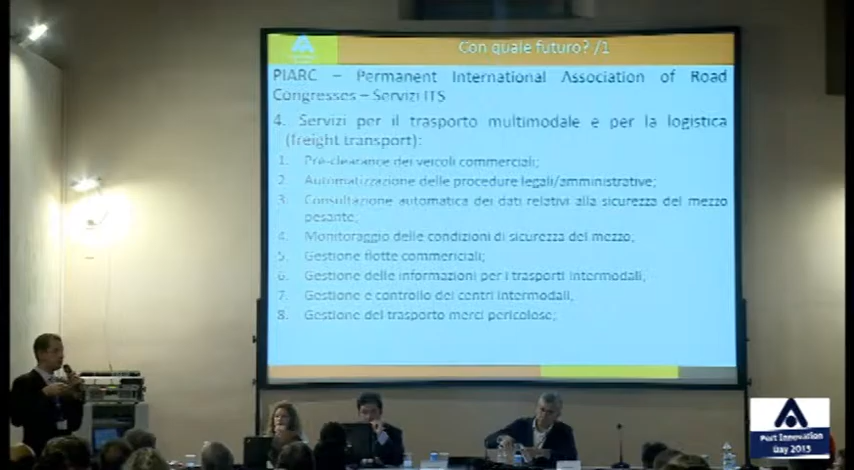 Con quale futuro? /1
PIARC – Permanent International Association of Road
Congresses – Servizi ITS
4. Servizi per il trasporto multimodale e per la logistica
(freight transport):
1. Pre-clearance dei veicoli commerciali;
2. Automatizzazione delle procedure legali/amministrative;
3. Consultazione automatica dei dati relativi alla sicurezza del mezzo
pesante;
4. Monitoraggio delle condizioni di sicurezza del mezzo;
5. Gestione flotte commerciali;
6. Gestione delle informazioni per i trasporti intermodali;
7. Gestione e controllo dei centri intermodali;
8. Gestione del trasporto merci pericolose;
Port Innovation
Day 2013